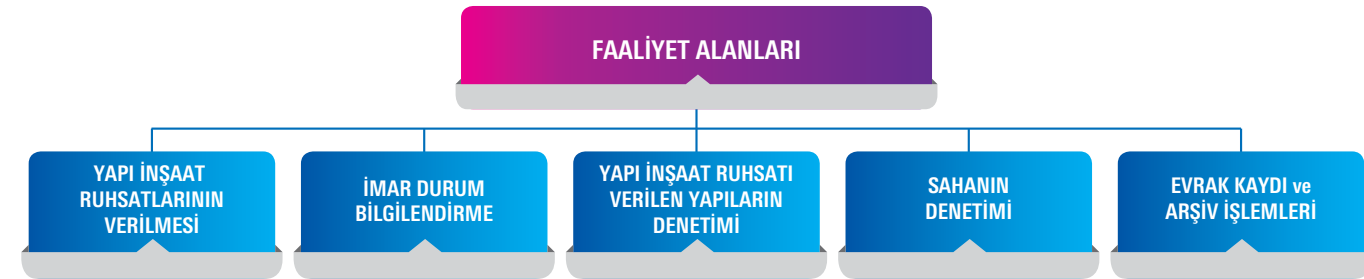 FAALİYET ALANLARI
YAPI İNŞAAT
RUHSATLARININ
VERİLMESİ
İMAR DURUM
BİLGİLENDİRME
YAPI İNŞAAT RUHSATI
VERİLEN YAPILARIN
DENETİMİ
SAHANIN
DENETİMİ
EVRAK KAYDI ve
ARŞİV İŞLEMLERİ